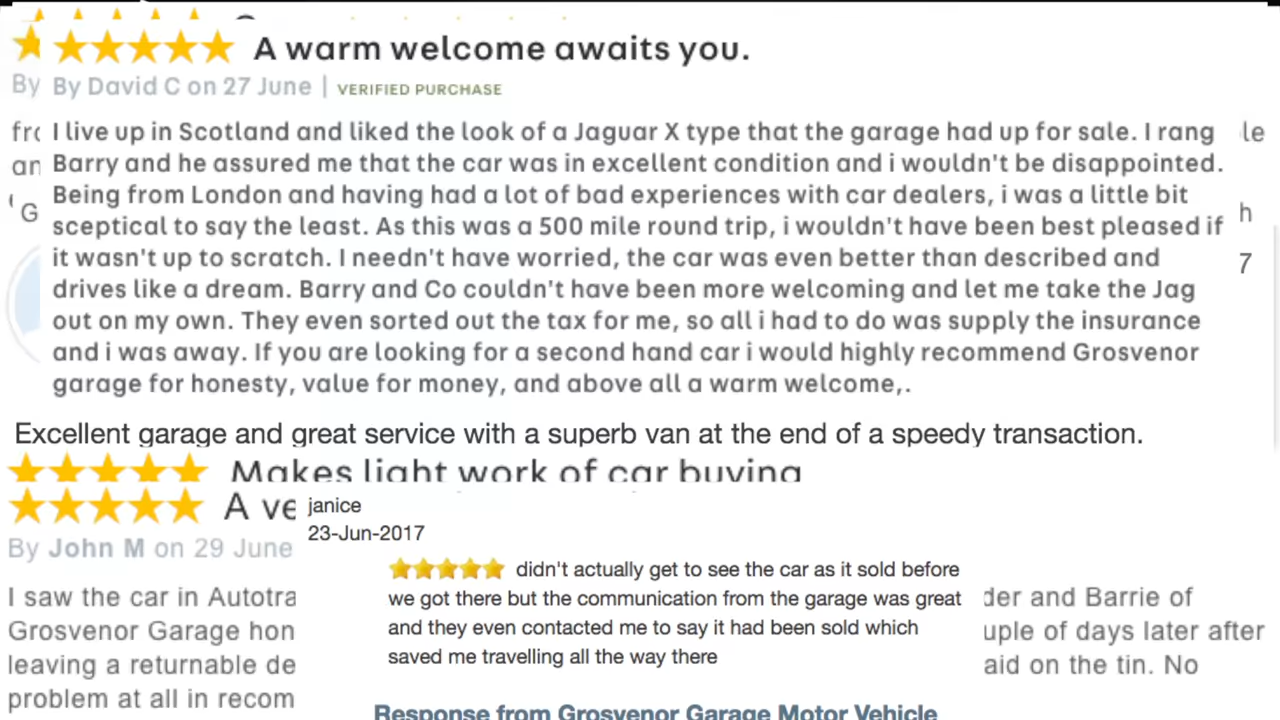 A warm welcome awaits you.
By By David C on 27 June | VERIFIED PURCHASE
I live up in Scotland and liked the look of a Jaguar X type that the garage had up for sale. I rang
Barry and he assured me that the car was in excellent condition and i wouldn't be disappointed.
Being from London and having had a lot of bad experiences with car dealers, i was a little bit
sceptical to say the least. As this was a 500 mile round trip, i wouldn't have been best pleased if
it wasn't up to scratch. I needn't have worried, the car was even better than described and
drives like a dream. Barry and Co couldn't have been more welcoming and let me take the Jag
out on my own. They even sorted out the tax for me, so all i had to do was supply the insurance
and i was away. If you are looking for a second hand car i would highly recommend Grosvenor
garage for honesty, value for money, and above all a warm welcome,.
Excellent garage and great service with a superb van at the end of a speedy transaction.
Makes light work of car buying
A ve
janice
23-Jun-2017
By John M on 29 June
didn't actually get to see the car as it sold before
we got there but the communication from the garage was great
and they even contacted me to say it had been sold which
saved me travelling all the way there
I saw the car in Autotra
der and Barrie of
Grosvenor Garage hon
uple of days later after
leaving a returnable de
aid on the tin. No
problem at all in recom
Response from Grosvenor Garage Motor Vehicle